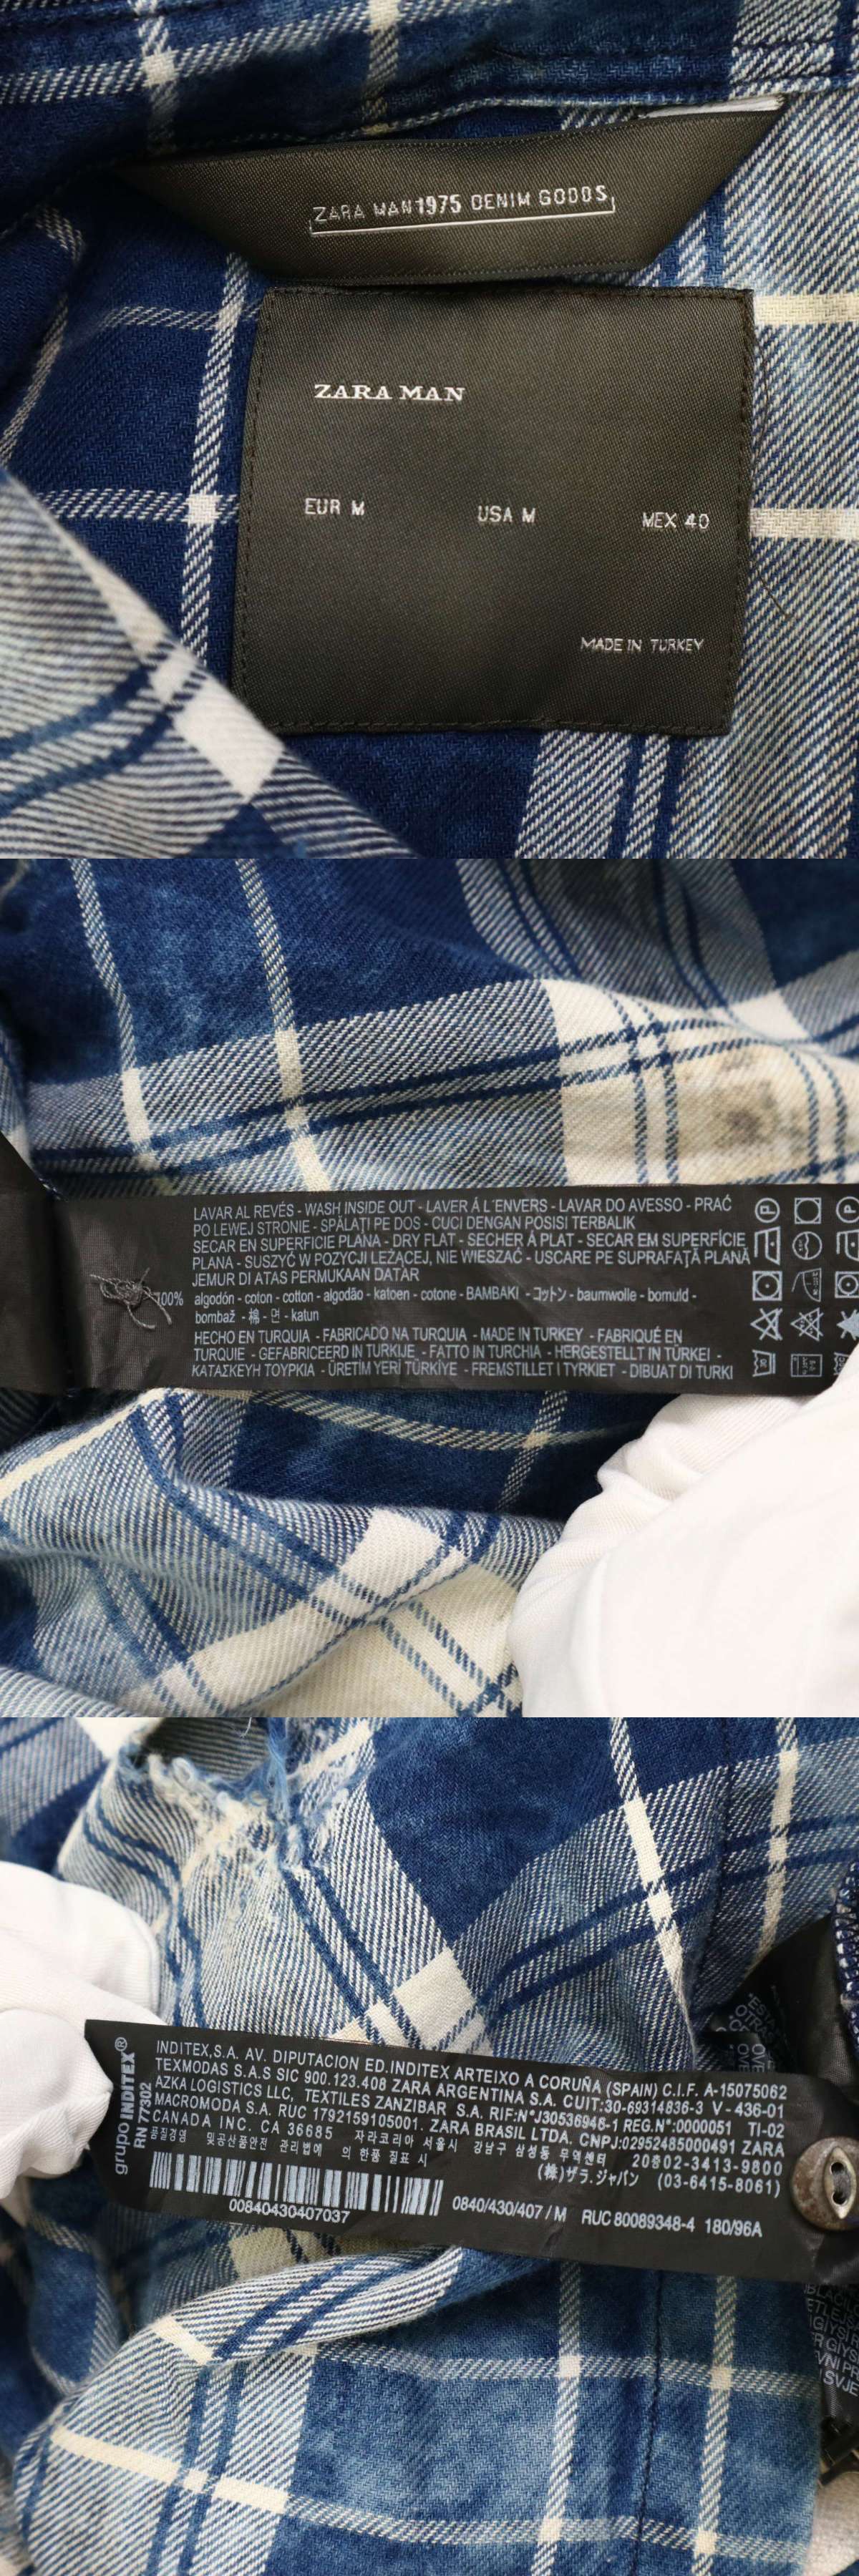 ZARA MAN 1975 DENIM GOODS
ZARA MAN
EUR M USA M MEX 40
MADE IN TURKEY
LAVAR AL REVÉS - WASH INSIDE OUT - LAVER Á L'ENVERS - LAVAR DO AVESSO - PRAĆ
PO LEWEJ STRONIE - SPĂLAŢI PE DOS - CUCI DENGAN POSISI TERBALIK
SECAR EN SUPERFICIE PLANA - DRY FLAT - SECHER Á PLAT - SECAR EM SUPERFÍCIE
PLANA - SUSZYĆ W POZYCJI LEŻĄCEJ, NIE WIESZAĆ - USCARE PE SUPRAFAŢĂ PLANĂ
JEMUR DI ATAS PERMUKAAN DATAR
100% algodón - coton - cotton - algodão - katoen - cotone - BAMBAKI - コットン - baumwolle - bomuld -
bombaž - 棉 - 면 - katun
HECHO EN TURQUIA - FABRICADO NA TURQUIA - MADE IN TURKEY - FABRIQUÉ EN
TURQUIE - GEFABRICEERD IN TURKIJE - FATTO IN TURCHIA - HERGESTELLT IN TÜRKEI -
KATAΣKEYH TOYPKIA - ÜRETİM YERİ TÜRKİYE - FREMSTILLET I TYRKIET - DIBUAT DI TURKI
grupo INDITEX®
RN 77302
INDITEX,S.A. AV. DIPUTACION ED.INDITEX ARTEIXO A CORUÑA (SPAIN) C.I.F. A-15075062
TEXMODAS S.A.S SIC 900.123.408 ZARA ARGENTINA S.A. CUIT:30-69314836-3 V - 436-01
AZKA LOGISTICS LLC, TEXTILES ZANZIBAR S.A. RIF:N°J30536946-1 REG.N°:0000051 TI-02
MACROMODA S.A. RUC 1792159105001. ZARA BRASIL LTDA. CNPJ:02952485000491 ZARA
CANADA INC. CA 36685 자라코리아 서울시 강남구 삼성동 무역센터 20층02-3413-9800
품질경영 및공산품안전 관리법에 의 한품 질표 시 (株)ザラ.ジャパン (03-6415-8061)
00840430407037 0840/430/407 / M RUC 80089348-4 180/96A